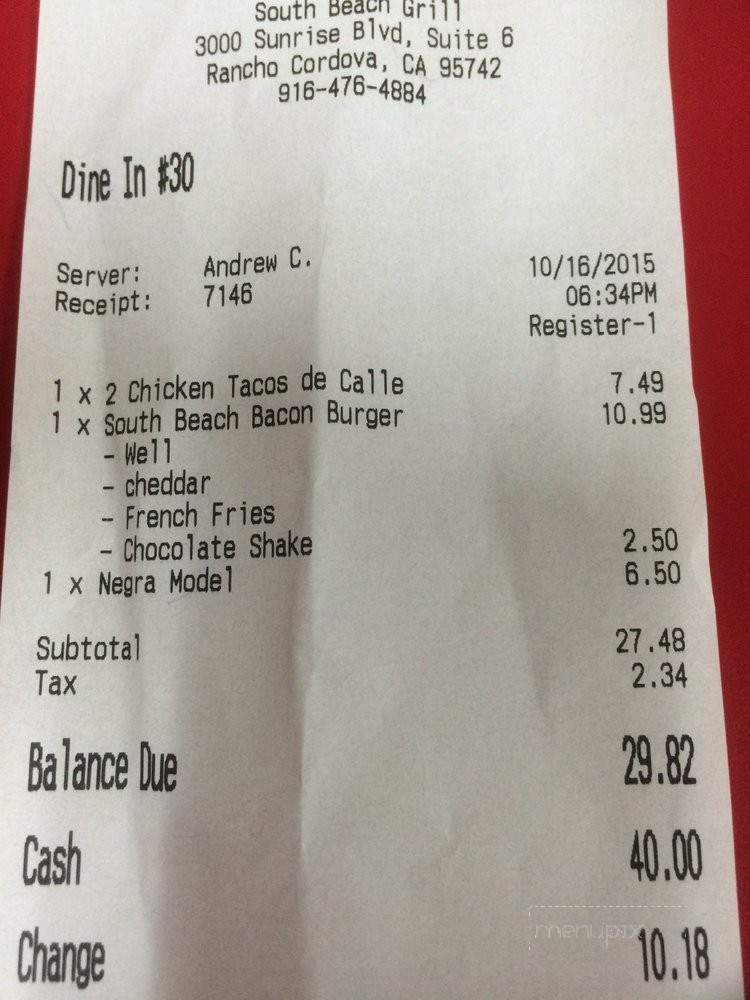 South Beach Grill
3000 Sunrise Blvd, Suite 6
Rancho Cordova, CA 95742
916-476-4884
Dine In #30
Server: Andrew C. 10/16/2015
Receipt: 7146 06:34PM
Register-1
1 x 2 Chicken Tacos de Calle 7.49
1 x South Beach Bacon Burger 10.99
- Well
- cheddar
- French Fries
- Chocolate Shake 2.50
1 x Negra Model 6.50
Subtotal 27.48
Tax 2.34
Balance Due 29.82
Cash 40.00
menupix
Change 10.18